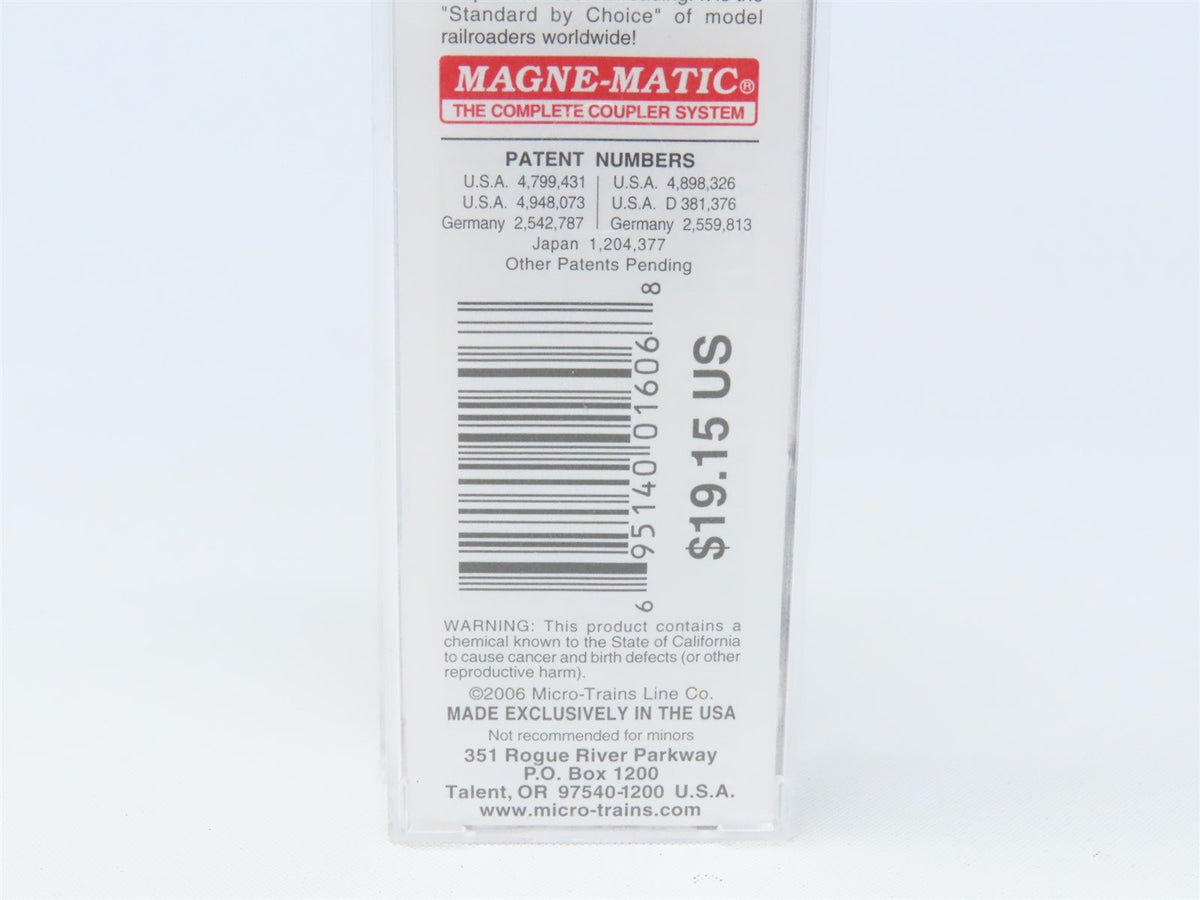 "Standard by Choice" of model
railroaders worldwide!
MAGNE-MATIC®
THE COMPLETE COUPLER SYSTEM
PATENT NUMBERS
U.S.A. 4,799,431 | U.S.A. 4,898,326
U.S.A. 4,948,073 | U.S.A. D 381,376
Germany 2,542,787 | Germany 2,559,813
Japan 1,204,377
Other Patents Pending
6 95140 01606 8
$19.15 US
WARNING: This product contains a
chemical known to the State of California
to cause cancer and birth defects (or other
reproductive harm).
©2006 Micro-Trains Line Co.
MADE EXCLUSIVELY IN THE USA
Not recommended for minors
351 Rogue River Parkway
P.O. Box 1200
Talent, OR 97540-1200 U.S.A.
www.micro-trains.com